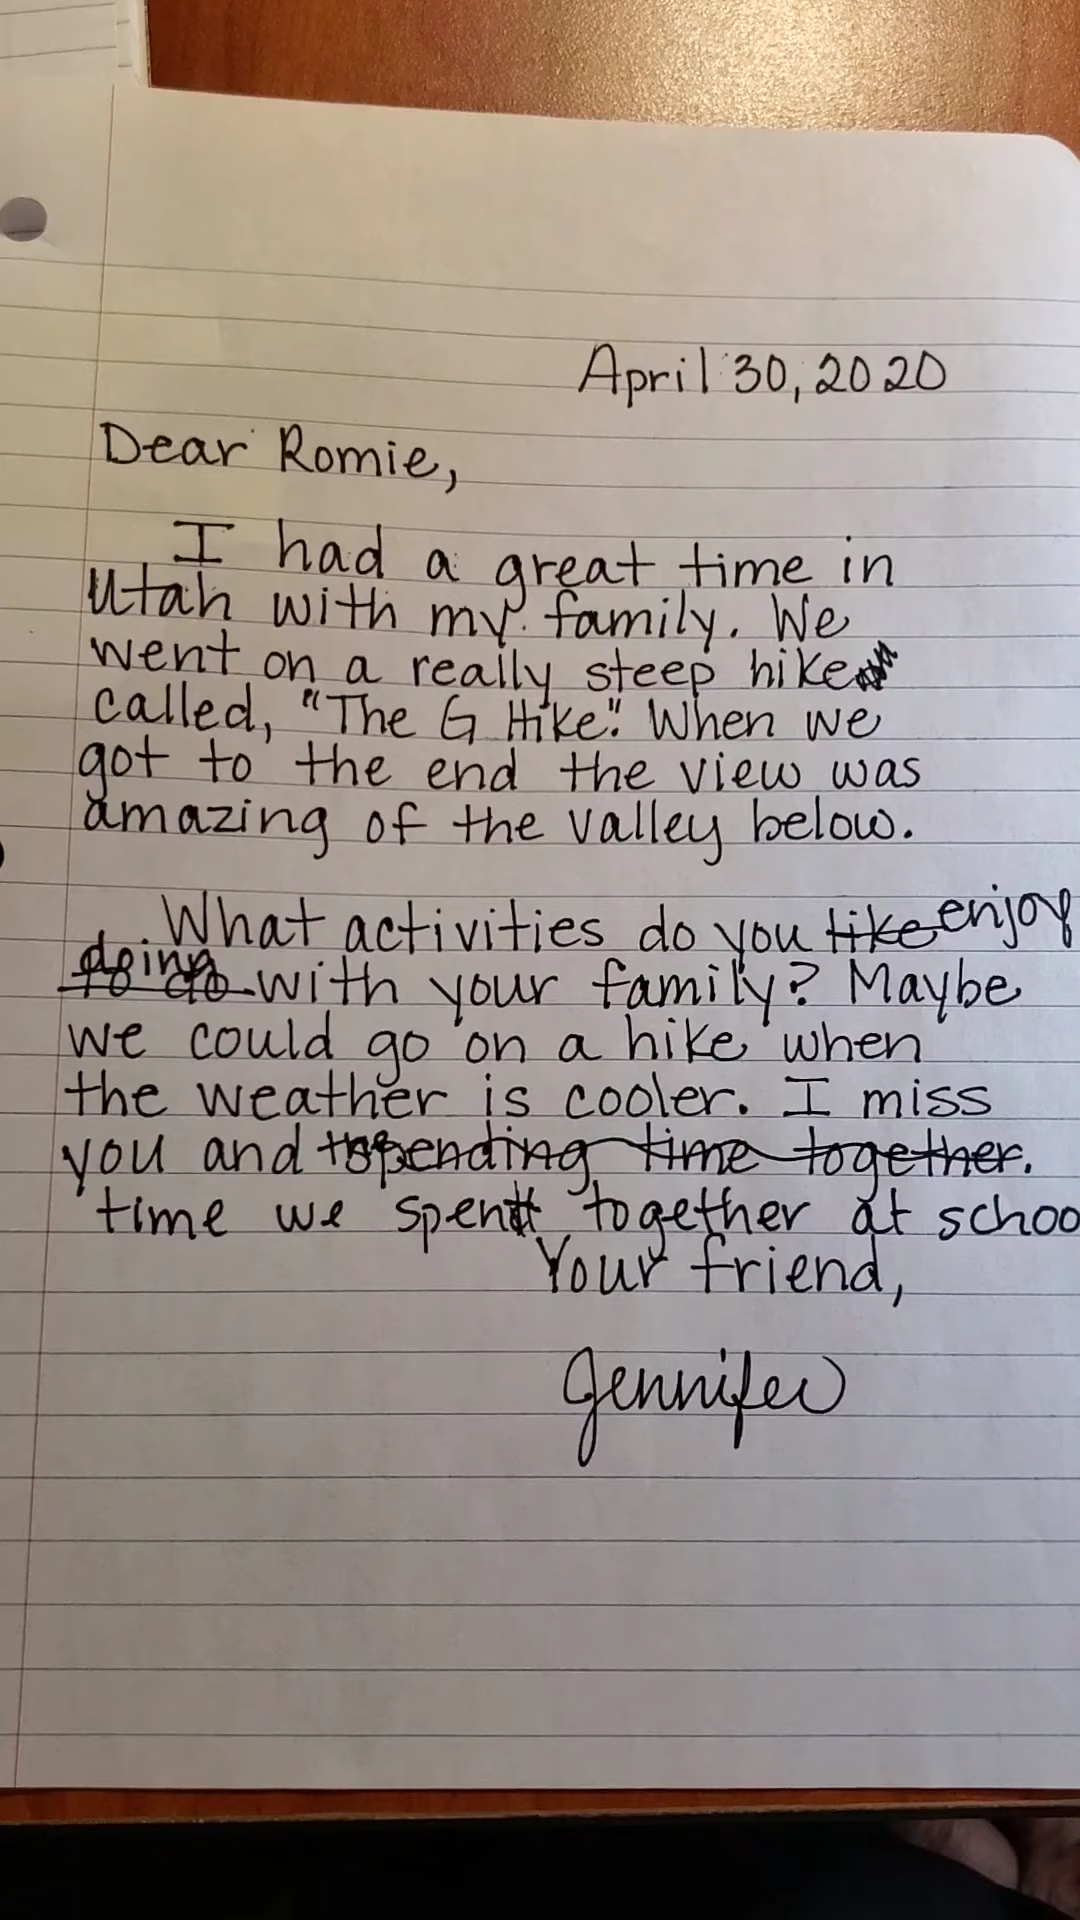 April 30, 2020
Dear Romie,
I had a great time in
Utah with my family. We
went on a really steep hike
called, "The G Hike." When we
got to the end the view was
amazing of the valley below.
What activities do you like enjoy
doing
to do with your family? Maybe
we could go on a hike when
the weather is cooler. I miss
you and spending time together.
time we spent together at schoo
Your friend,
Jennifer